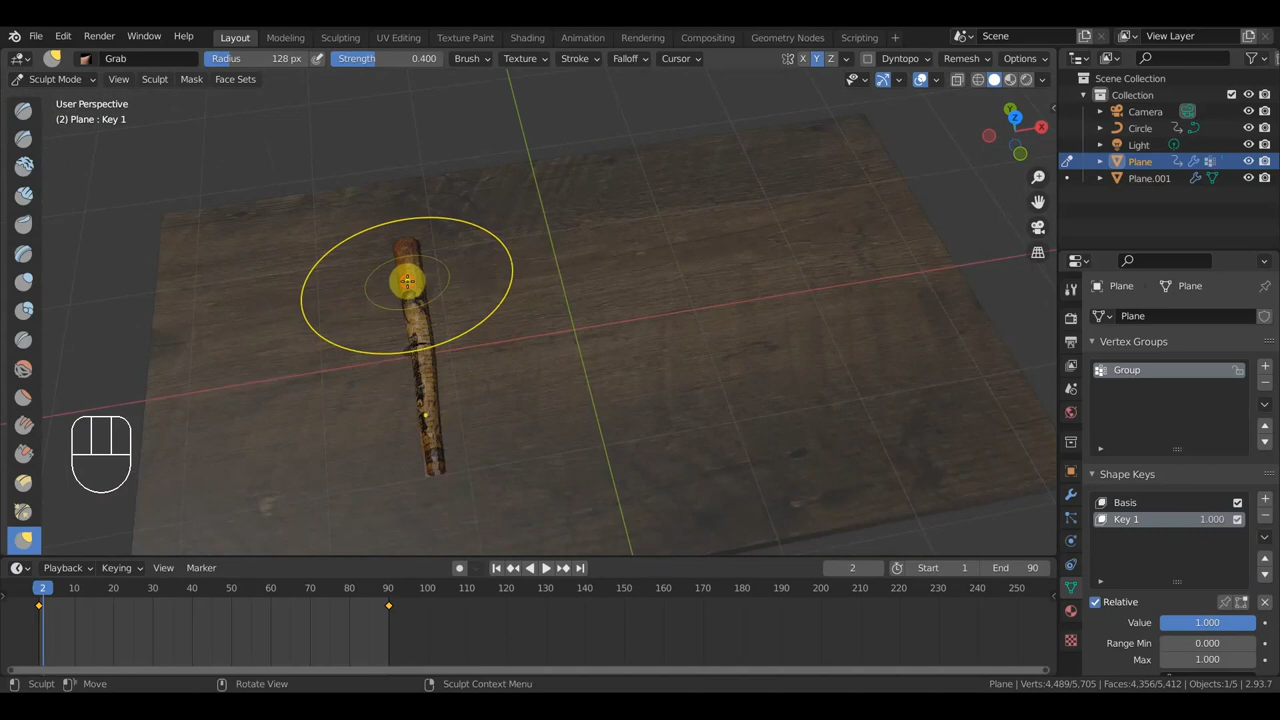 File Edit Render Window Help Layout Modeling Sculpting UV Editing Texture Paint Shading Animation Rendering Compositing Geometry Nodes Scripting + Scene View Layer
Grab Radius 128 px Strength 0.400 Brush Texture Stroke Falloff Cursor X Y Z Dyntopo Remesh Options
Sculpt Mode View Sculpt Mask Face Sets
User Perspective
(2) Plane : Key 1
Y
Z
X
Scene Collection
Collection
Camera
Circle
Light
Plane
Plane.001
Plane Plane
Plane
Vertex Groups
Group
Shape Keys
Basis
Key 1 1.000
Relative
Value 1.000
Range Min 0.000
Max 1.000
Playback Keying View Marker 2 Start 1 End 90
2 10 20 30 40 50 60 70 80 90 100 110 120 130 140 150 160 170 180 190 200 210 220 230 240 250
Sculpt Move Rotate View Sculpt Context Menu Plane | Verts:4,489/5,705 | Faces:4,356/5,412 | Objects:1/5 | 2.93.7